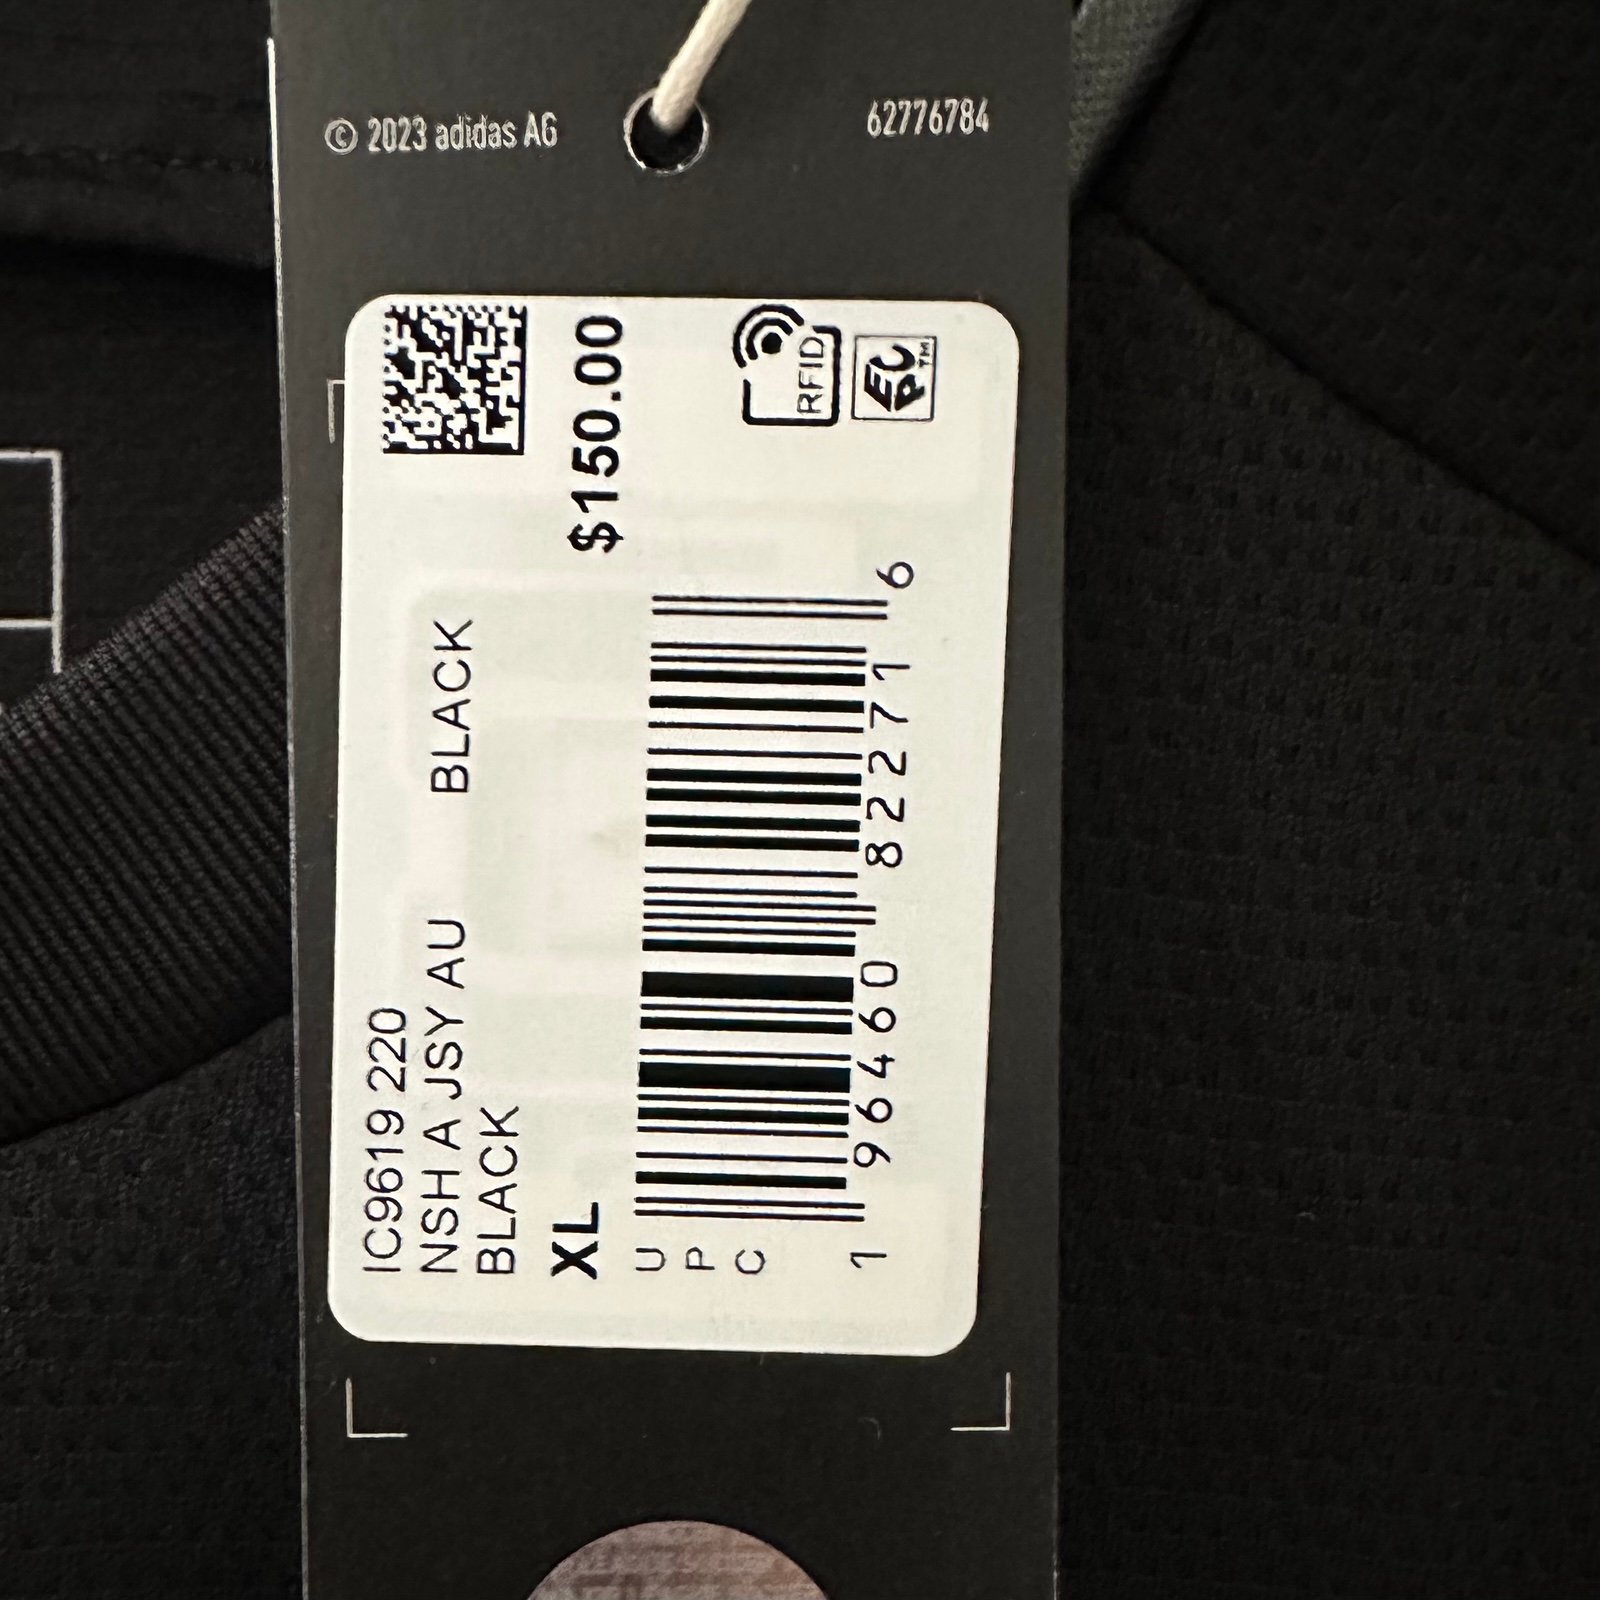 © 2023 adidas AG
62776784
IC9619 220
NSH A JSY AU BLACK
BLACK
XL
$150.00
UPC
1 96460 82271 6
RFID
EPC™